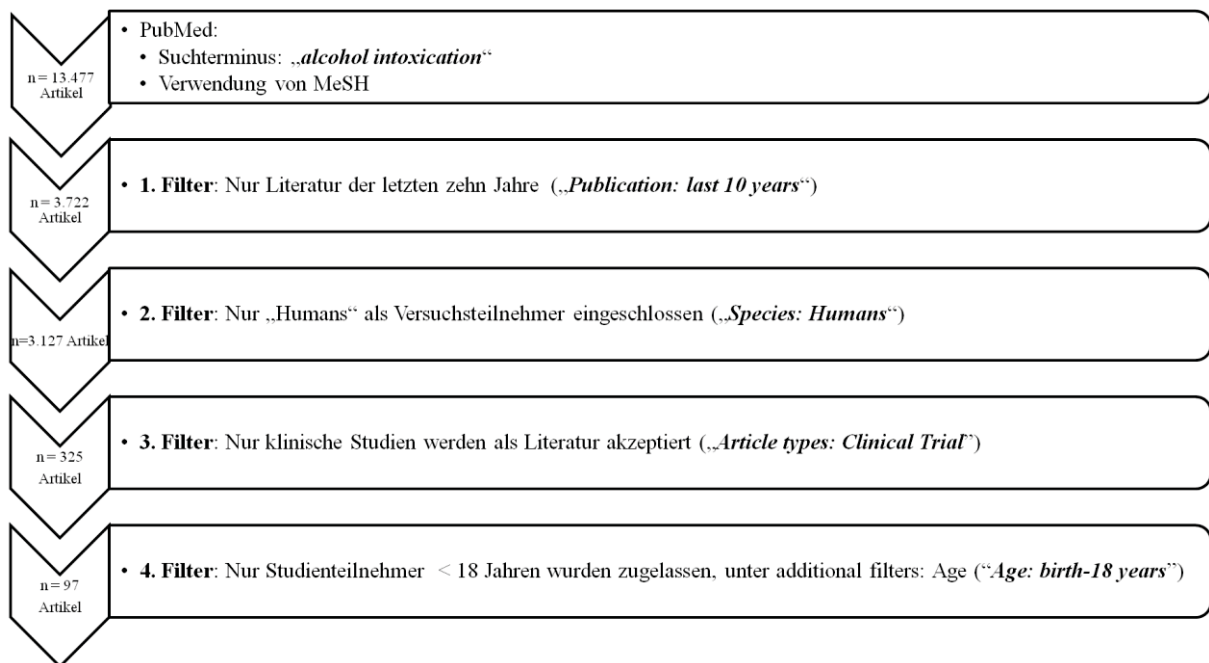 n = 13.477
Artikel
• PubMed:
• Suchterminus: „alcohol intoxication“
• Verwendung von MeSH
n = 3.722
Artikel
• 1. Filter: Nur Literatur der letzten zehn Jahre („Publication: last 10 years“)
n=3.127 Artikel
• 2. Filter: Nur „Humans“ als Versuchsteilnehmer eingeschlossen („Species: Humans“)
n = 325
Artikel
• 3. Filter: Nur klinische Studien werden als Literatur akzeptiert („Article types: Clinical Trial”)
n = 97
Artikel
• 4. Filter: Nur Studienteilnehmer < 18 Jahren wurden zugelassen, unter additional filters: Age (“Age: birth-18 years”)